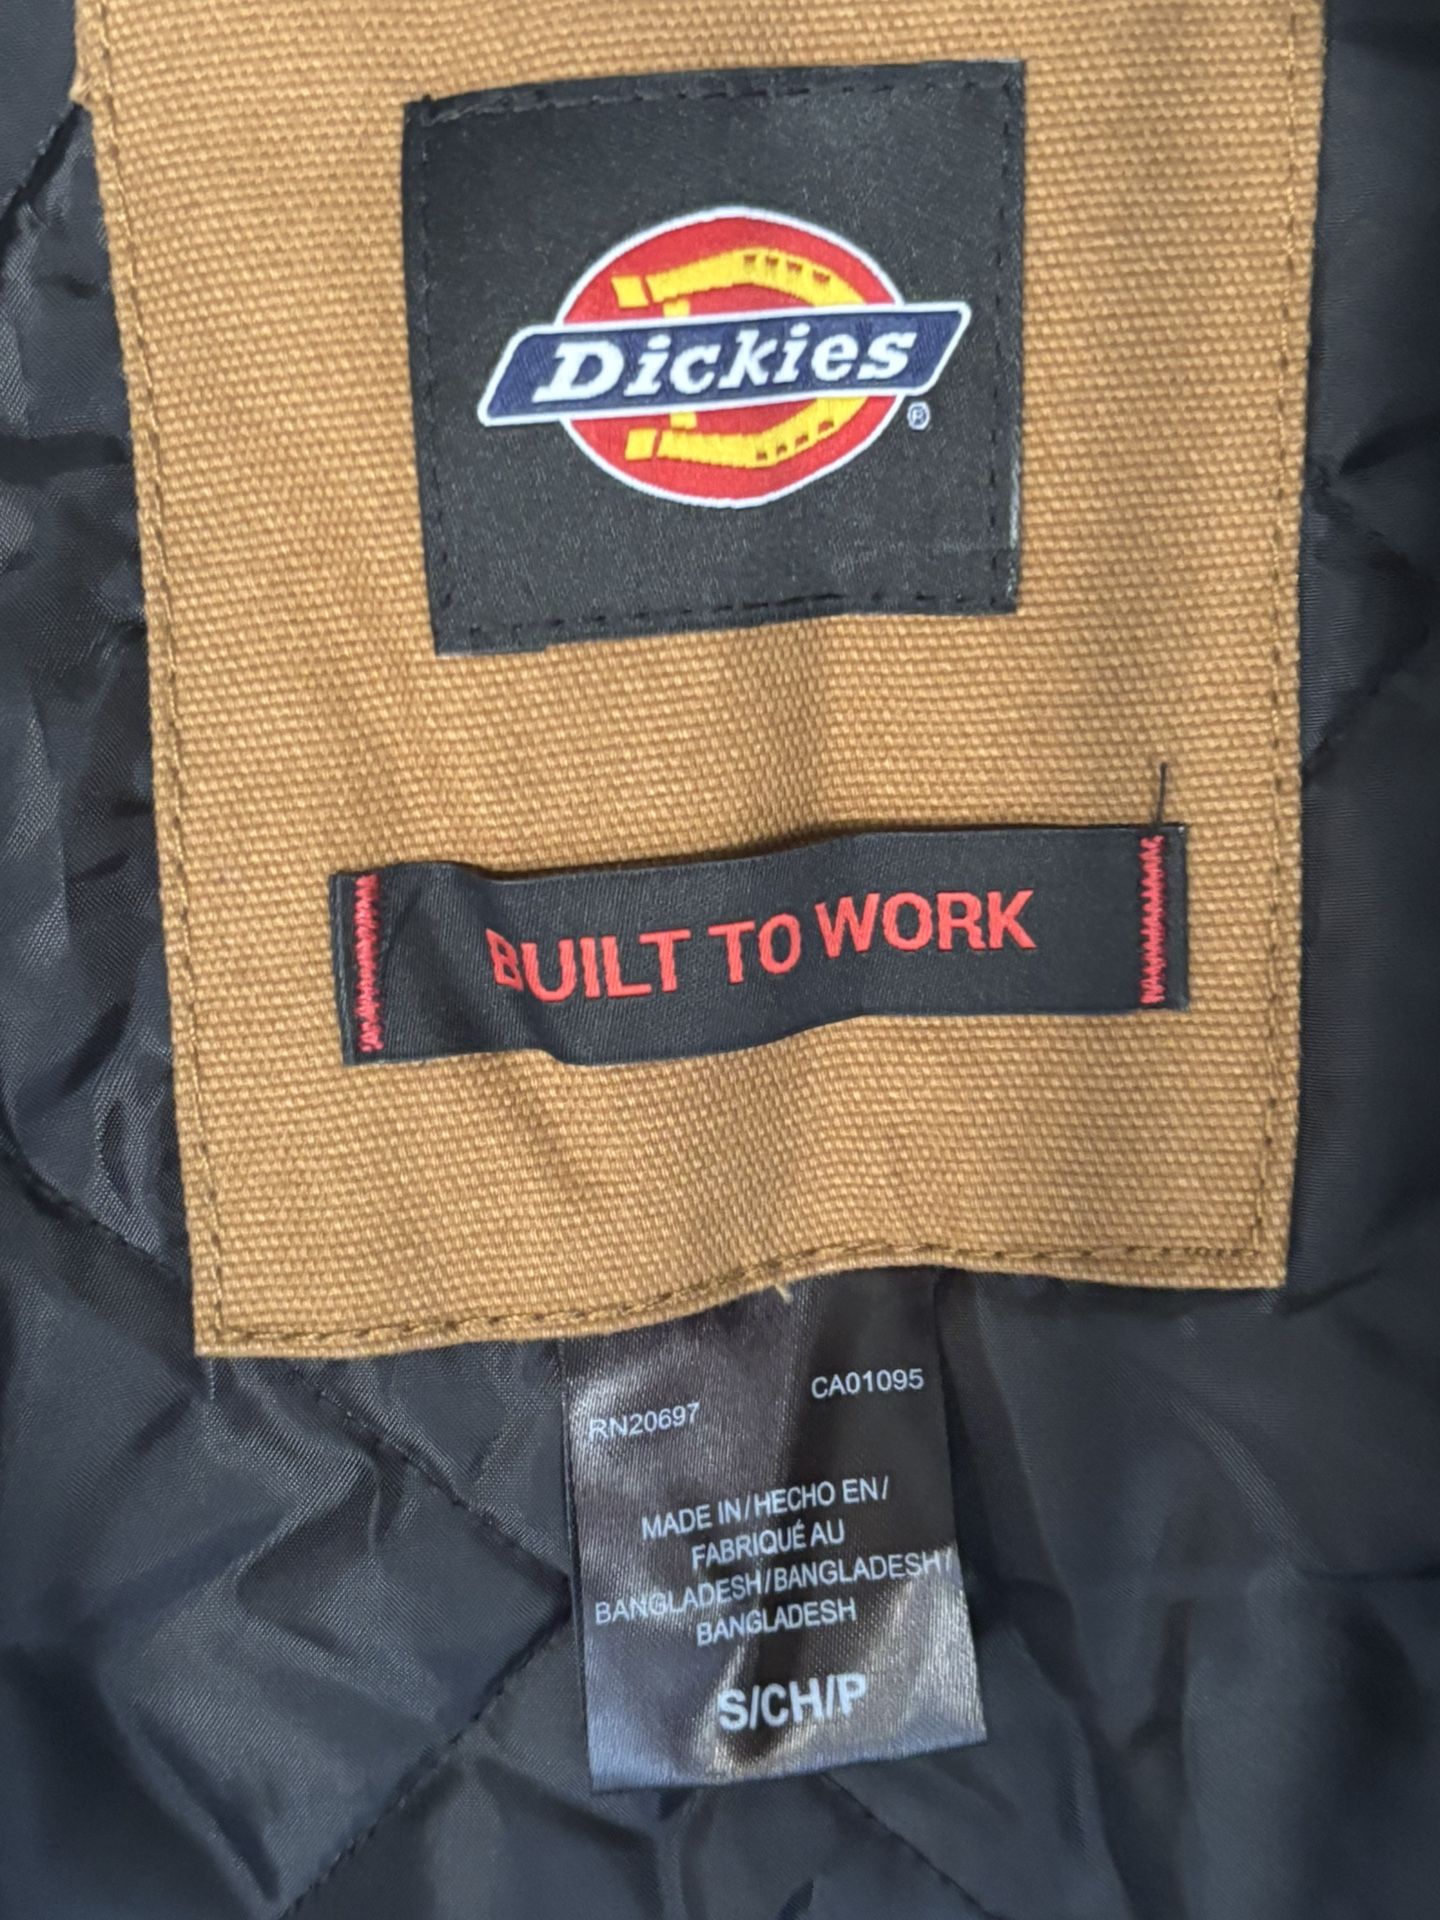 Dickies
®
BUILT TO WORK
CA01095
RN20697
MADE IN/HECHO EN/
FABRIQUÉ AU
BANGLADESH/BANGLADESH/
BANGLADESH
S/CH/P